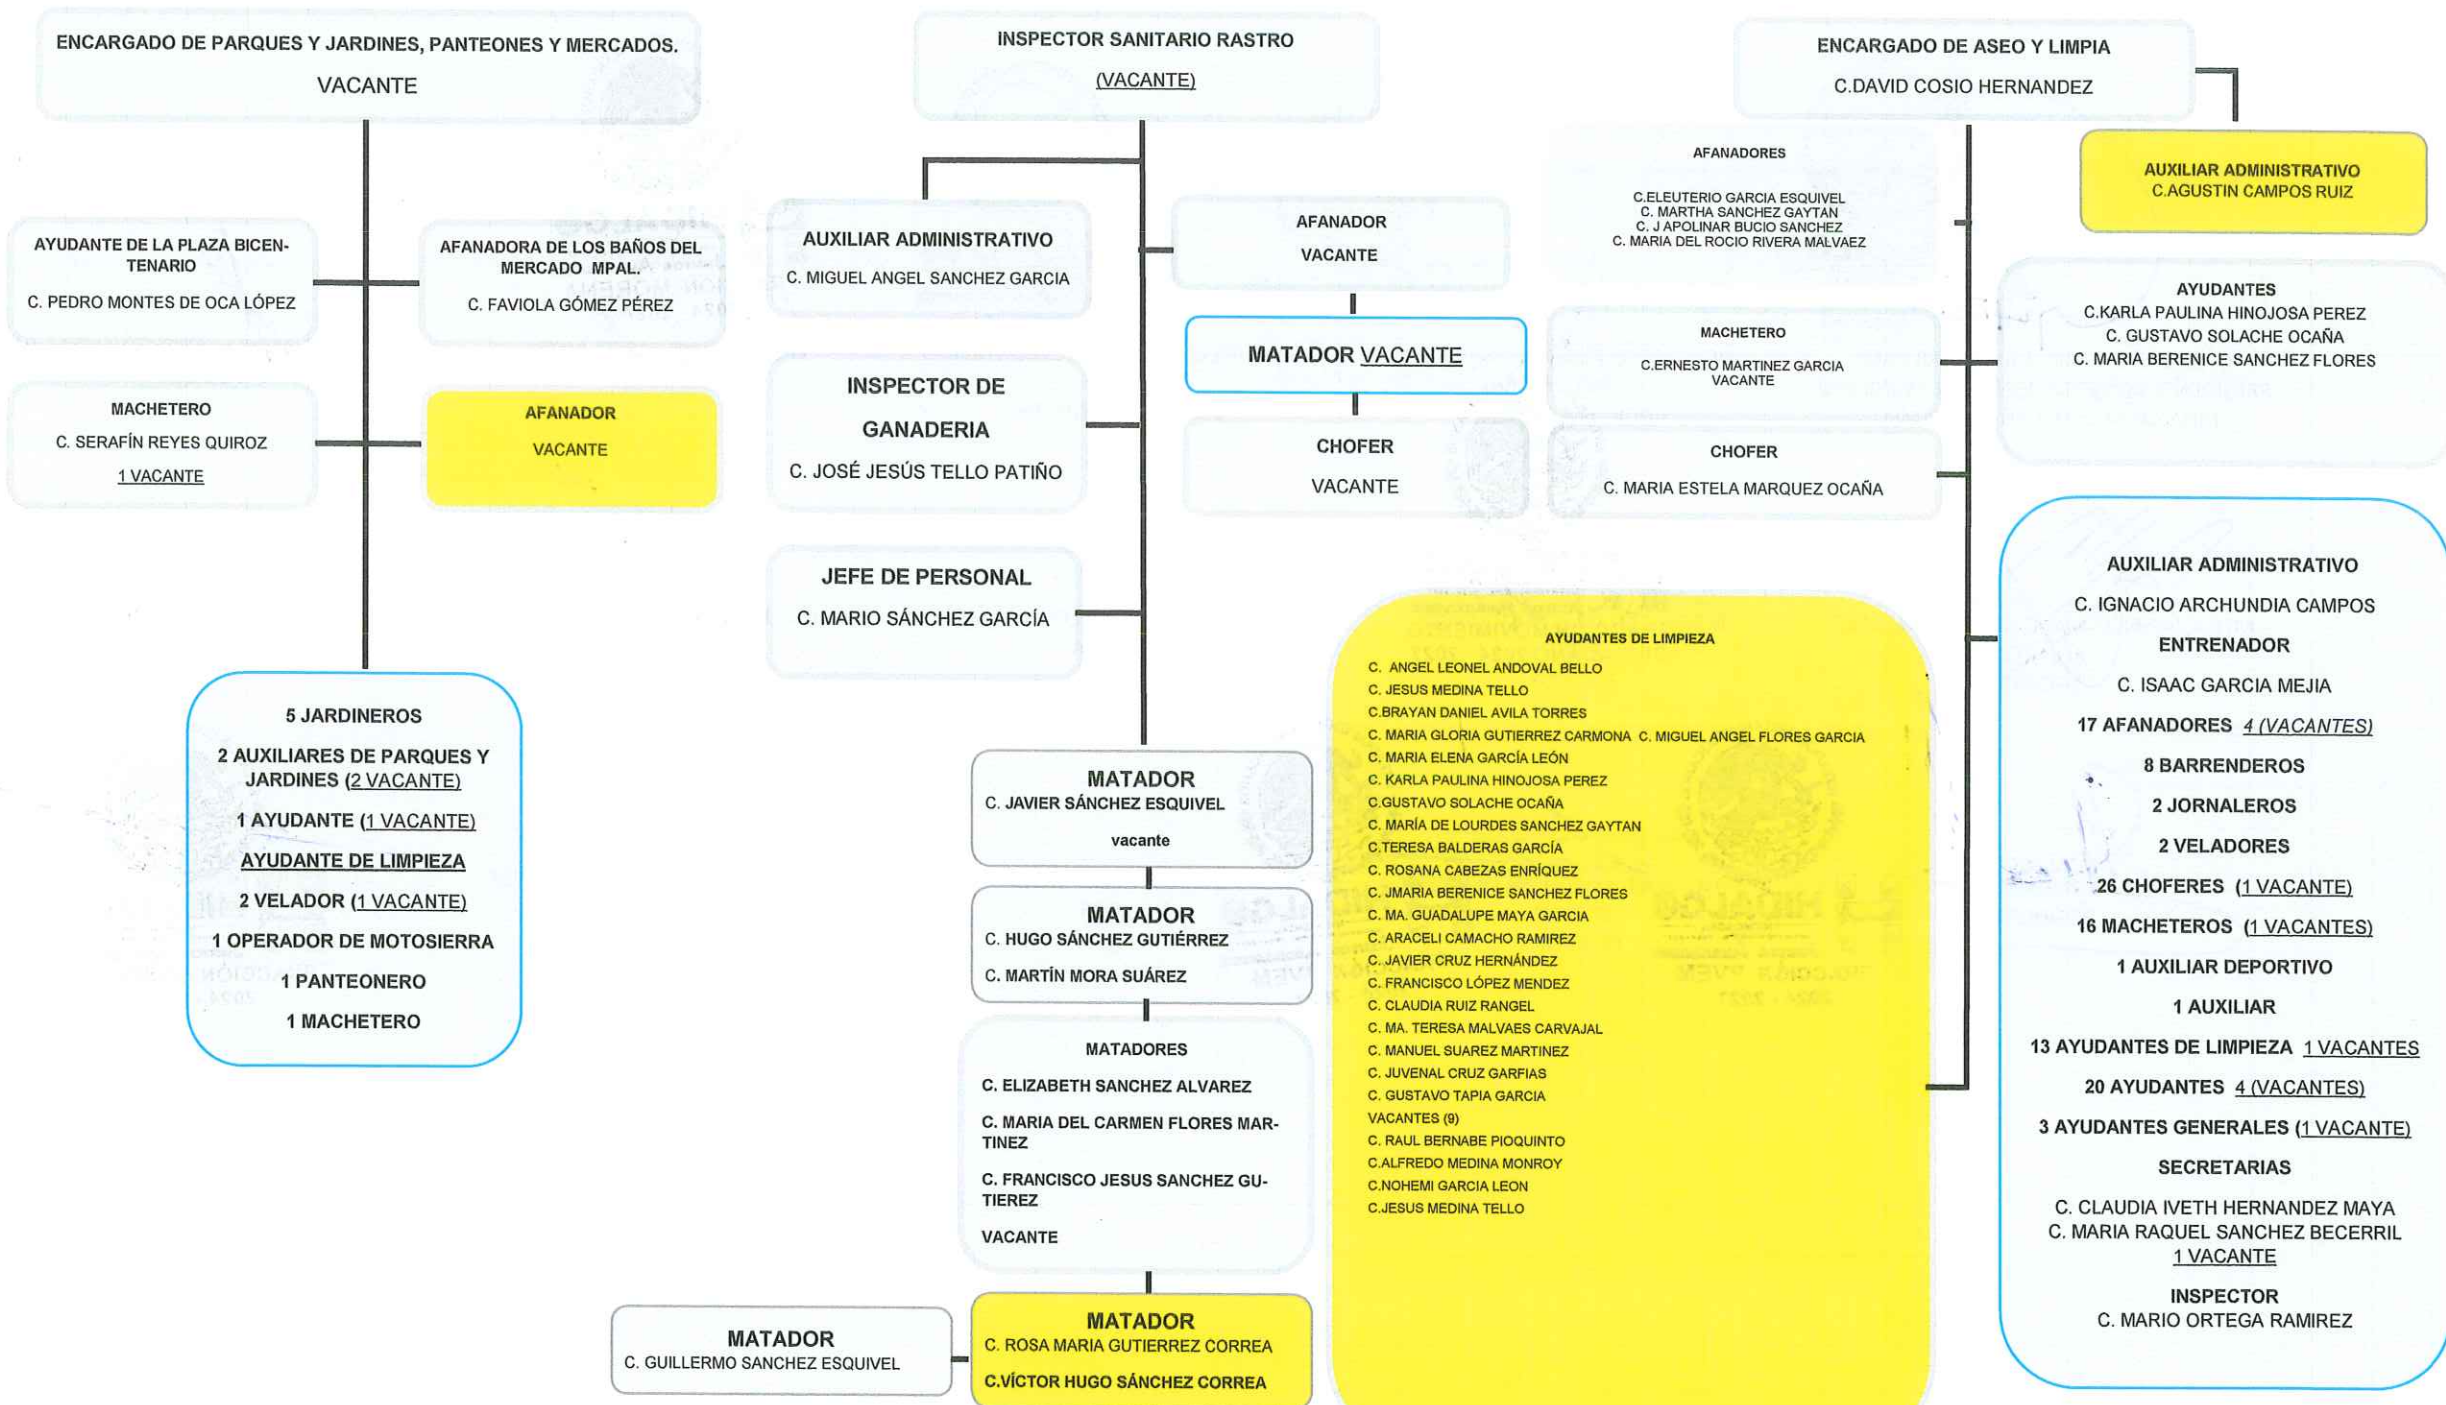 ENCARGADO DE PARQUES Y JARDINES, PANTEONES Y MERCADOS.
VACANTE
AYUDANTE DE LA PLAZA BICEN-
TENARIO
C. PEDRO MONTES DE OCA LÓPEZ
AFANADORA DE LOS BAÑOS DEL
MERCADO MPAL.
C. FAVIOLA GÓMEZ PÉREZ
MACHETERO
C. SERAFÍN REYES QUIROZ
1 VACANTE
AFANADOR
VACANTE
5 JARDINEROS
2 AUXILIARES DE PARQUES Y
JARDINES (2 VACANTE)
1 AYUDANTE (1 VACANTE)
AYUDANTE DE LIMPIEZA
2 VELADOR (1 VACANTE)
1 OPERADOR DE MOTOSIERRA
1 PANTEONERO
1 MACHETERO
INSPECTOR SANITARIO RASTRO
(VACANTE)
AUXILIAR ADMINISTRATIVO
C. MIGUEL ANGEL SANCHEZ GARCIA
AFANADOR
VACANTE
MATADOR VACANTE
CHOFER
VACANTE
INSPECTOR DE
GANADERIA
C. JOSÉ JESÚS TELLO PATIÑO
JEFE DE PERSONAL
C. MARIO SÁNCHEZ GARCÍA
MATADOR
C. JAVIER SÁNCHEZ ESQUIVEL
vacante
MATADOR
C. HUGO SÁNCHEZ GUTIÉRREZ
C. MARTÍN MORA SUÁREZ
MATADORES
C. ELIZABETH SANCHEZ ALVAREZ
C. MARIA DEL CARMEN FLORES MAR-
TINEZ
C. FRANCISCO JESUS SANCHEZ GU-
TIEREZ
VACANTE
MATADOR
C. ROSA MARIA GUTIERREZ CORREA
C.VÍCTOR HUGO SÁNCHEZ CORREA
MATADOR
C. GUILLERMO SANCHEZ ESQUIVEL
ENCARGADO DE ASEO Y LIMPIA
C.DAVID COSIO HERNANDEZ
AUXILIAR ADMINISTRATIVO
C.AGUSTIN CAMPOS RUIZ
AFANADORES
C.ELEUTERIO GARCIA ESQUIVEL
C. MARTHA SANCHEZ GAYTAN
C. J APOLINAR BUCIO SANCHEZ
C. MARIA DEL ROCIO RIVERA MALVAEZ
AYUDANTES
C.KARLA PAULINA HINOJOSA PEREZ
C. GUSTAVO SOLACHE OCAÑA
C. MARIA BERENICE SANCHEZ FLORES
MACHETERO
C.ERNESTO MARTINEZ GARCIA
VACANTE
CHOFER
C. MARIA ESTELA MARQUEZ OCAÑA
AYUDANTES DE LIMPIEZA
C. ANGEL LEONEL ANDOVAL BELLO
C. JESUS MEDINA TELLO
C.BRAYAN DANIEL AVILA TORRES
C. MARIA GLORIA GUTIERREZ CARMONA C. MIGUEL ANGEL FLORES GARCIA
C. MARIA ELENA GARCÍA LEÓN
C. KARLA PAULINA HINOJOSA PEREZ
C.GUSTAVO SOLACHE OCAÑA
C. MARÍA DE LOURDES SANCHEZ GAYTAN
C.TERESA BALDERAS GARCÍA
C. ROSANA CABEZAS ENRÍQUEZ
C. JMARIA BERENICE SANCHEZ FLORES
C. MA. GUADALUPE MAYA GARCIA
C. ARACELI CAMACHO RAMIREZ
C. JAVIER CRUZ HERNÁNDEZ
C. FRANCISCO LÓPEZ MENDEZ
C. CLAUDIA RUIZ RANGEL
C. MA. TERESA MALVAES CARVAJAL
C. MANUEL SUAREZ MARTINEZ
C. JUVENAL CRUZ GARFIAS
C. GUSTAVO TAPIA GARCIA
VACANTES (9)
C. RAUL BERNABE PIOQUINTO
C.ALFREDO MEDINA MONROY
C.NOHEMI GARCIA LEON
C.JESUS MEDINA TELLO
AUXILIAR ADMINISTRATIVO
C. IGNACIO ARCHUNDIA CAMPOS
ENTRENADOR
C. ISAAC GARCIA MEJIA
17 AFANADORES 4 (VACANTES)
8 BARRENDEROS
2 JORNALEROS
2 VELADORES
26 CHOFERES (1 VACANTE)
16 MACHETEROS (1 VACANTES)
1 AUXILIAR DEPORTIVO
1 AUXILIAR
13 AYUDANTES DE LIMPIEZA 1 VACANTES
20 AYUDANTES 4 (VACANTES)
3 AYUDANTES GENERALES (1 VACANTE)
SECRETARIAS
C. CLAUDIA IVETH HERNANDEZ MAYA
C. MARIA RAQUEL SANCHEZ BECERRIL
1 VACANTE
INSPECTOR
C. MARIO ORTEGA RAMIREZ